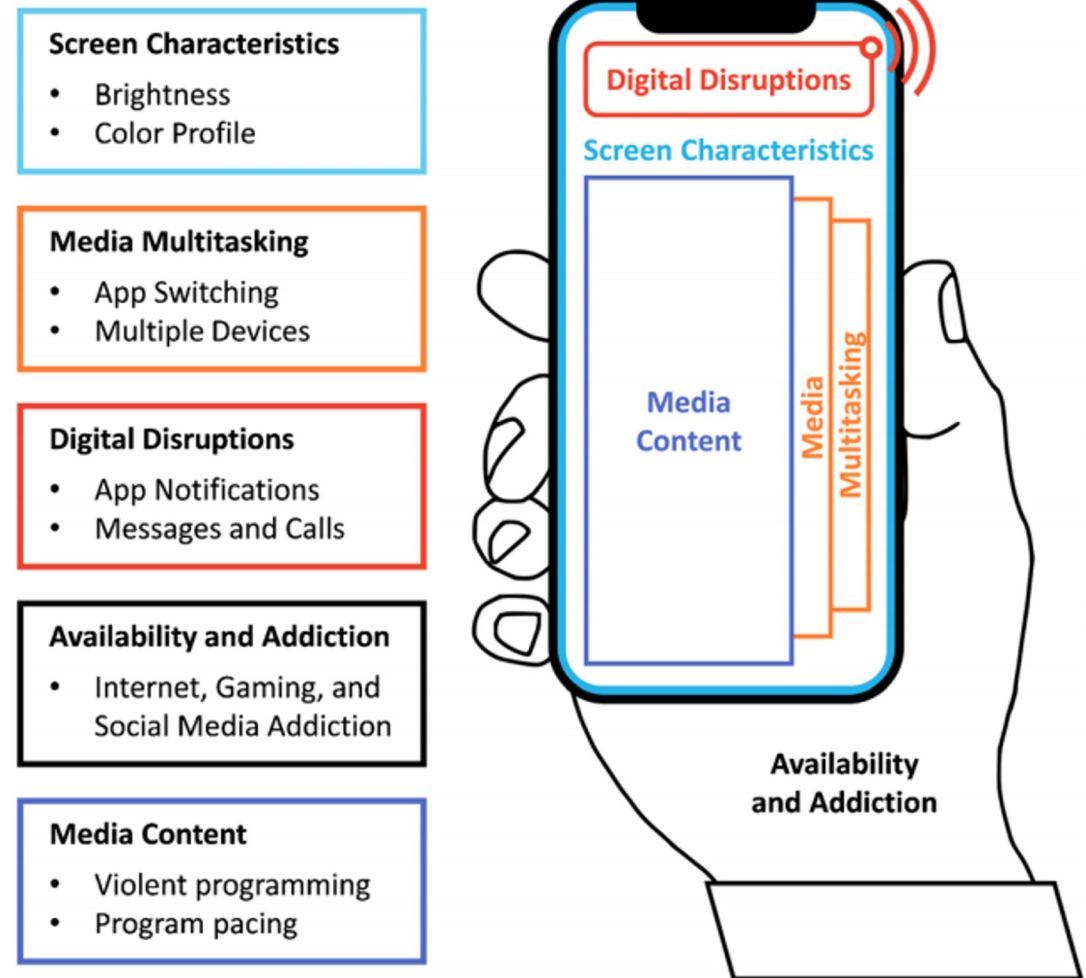 Screen Characteristics
• Brightness
• Color Profile
Media Multitasking
• App Switching
• Multiple Devices
Digital Disruptions
• App Notifications
• Messages and Calls
Availability and Addiction
• Internet, Gaming, and
Social Media Addiction
Media Content
• Violent programming
• Program pacing
Digital Disruptions
Screen Characteristics
Media
Content
Media
Multitasking
Availability
and Addiction